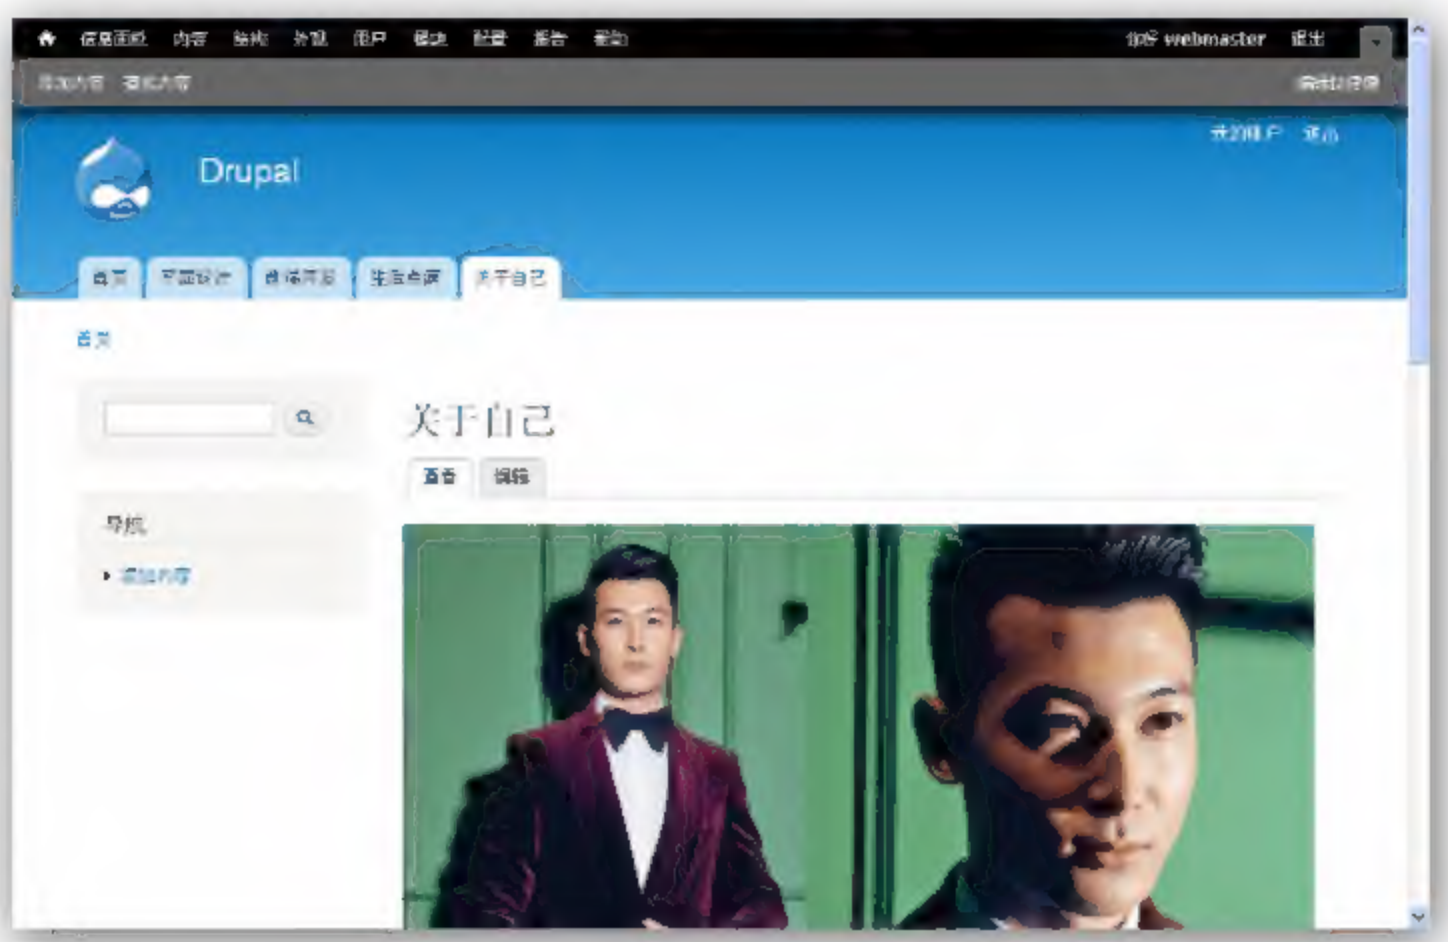 信息面板 内容 结构 外观 用户 模块 配置 报告 帮助 你好 webmaster 退出
添加内容 查找内容
我的账户 退出
Drupal
首页 平面设计 前端开发 生活点滴 关于自己
首页
关于自己
查看 编辑
导航
添加内容